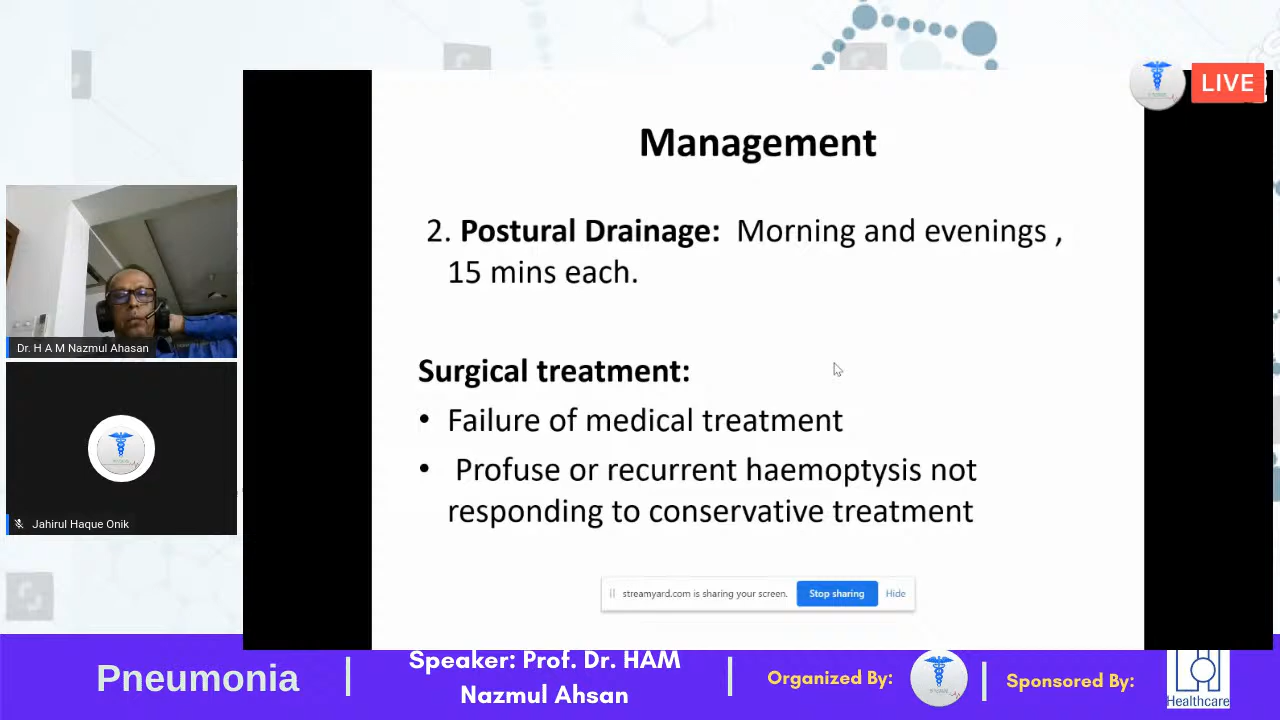 LIVE
Management
2. Postural Drainage: Morning and evenings ,
15 mins each.
Surgical treatment:
• Failure of medical treatment
• Profuse or recurrent haemoptysis not
responding to conservative treatment
Dr. H A M Nazmul Ahasan
Jahirul Haque Onik
streamyard.com is sharing your screen.
Stop sharing
Hide
Pneumonia
Speaker: Prof. Dr. HAM
Nazmul Ahsan
Organized By:
Sponsored By:
Healthcare